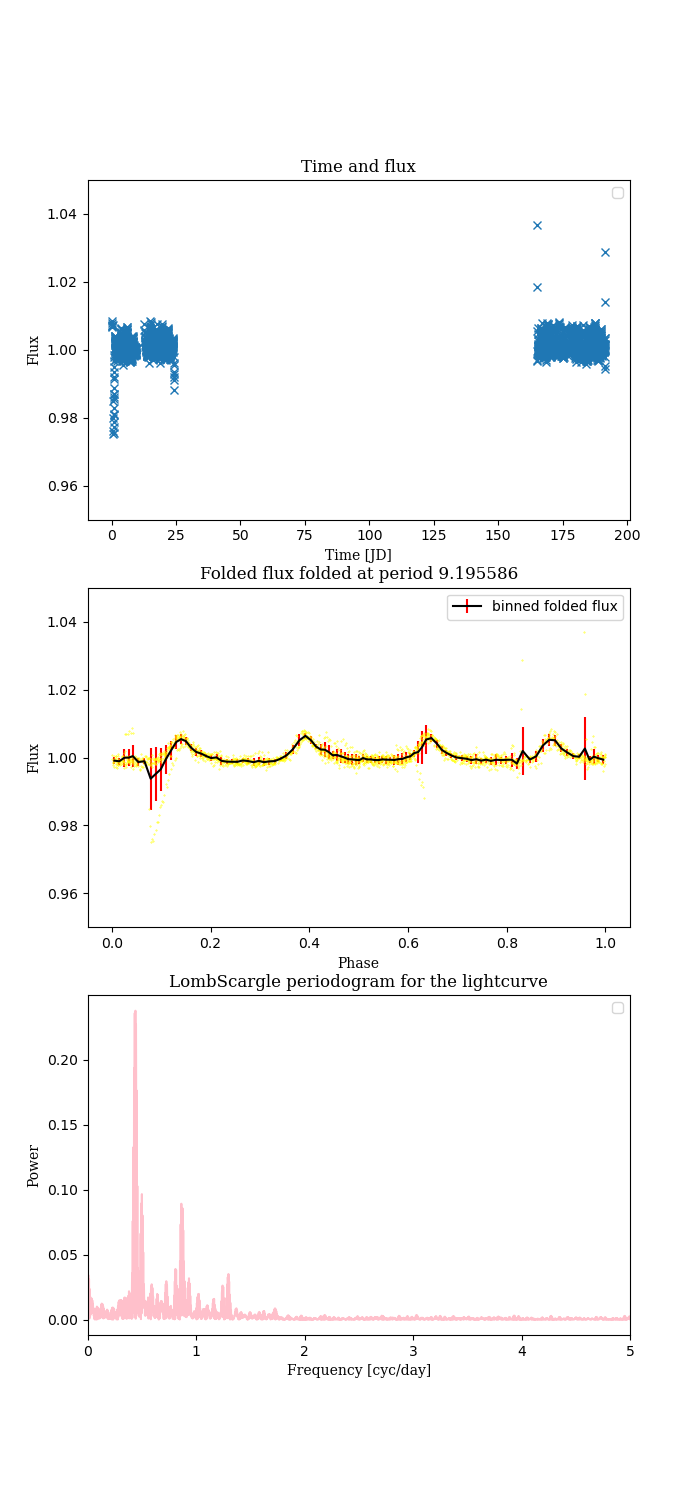 Time and flux
1.04
1.02
1.00
0.98
0.96
Flux
0 25 50 75 100 125 150 175 200
Time [JD]
Folded flux folded at period 9.195586
binned folded flux
1.04
1.02
1.00
0.98
0.96
Flux
0.0 0.2 0.4 0.6 0.8 1.0
Phase
LombScargle periodogram for the lightcurve
0.20
0.15
0.10
0.05
0.00
Power
0 1 2 3 4 5
Frequency [cyc/day]